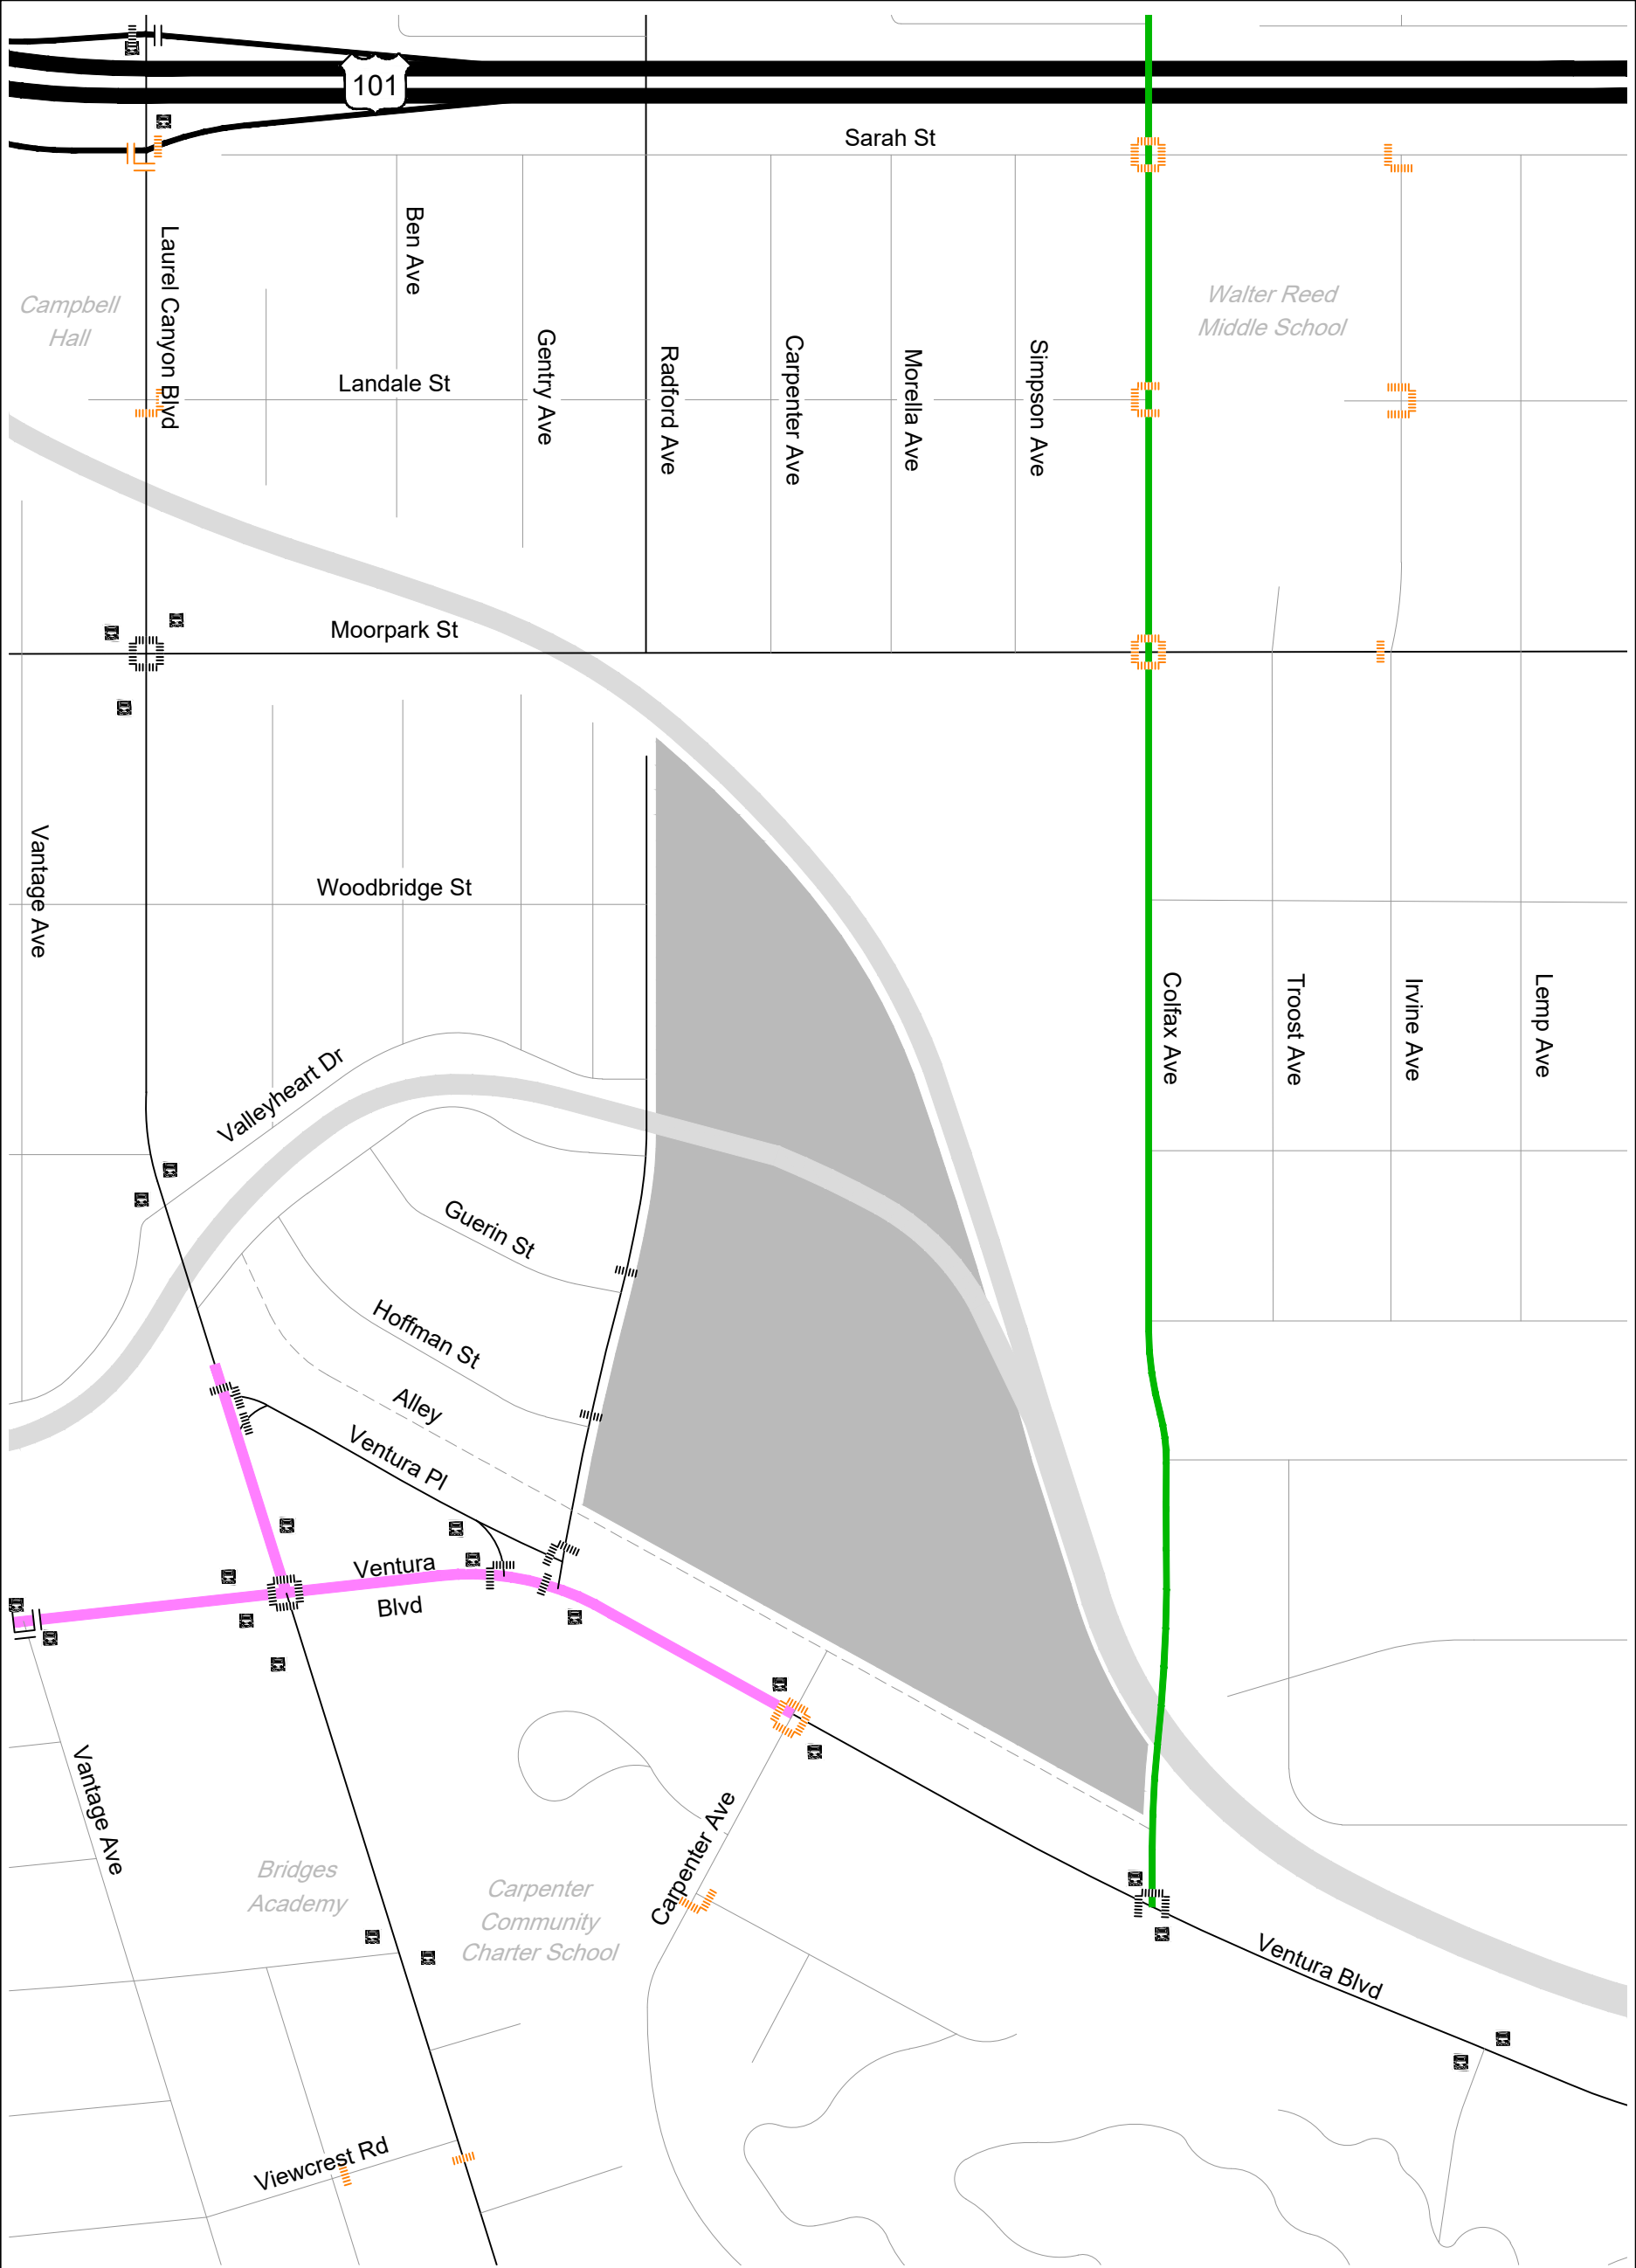 101
Sarah St
Laurel Canyon Blvd
Ben Ave
Campbell
Hall
Walter Reed
Middle School
Gentry Ave
Radford Ave
Carpenter Ave
Morella Ave
Simpson Ave
Landale St
Moorpark St
Vantage Ave
Woodbridge St
Colfax Ave
Troost Ave
Irvine Ave
Lemp Ave
Valleyheart Dr
Guerin St
Hoffman St
Alley
Ventura Pl
Ventura
Blvd
Vantage Ave
Carpenter Ave
Bridges
Academy
Carpenter
Community
Charter School
Ventura Blvd
Viewcrest Rd